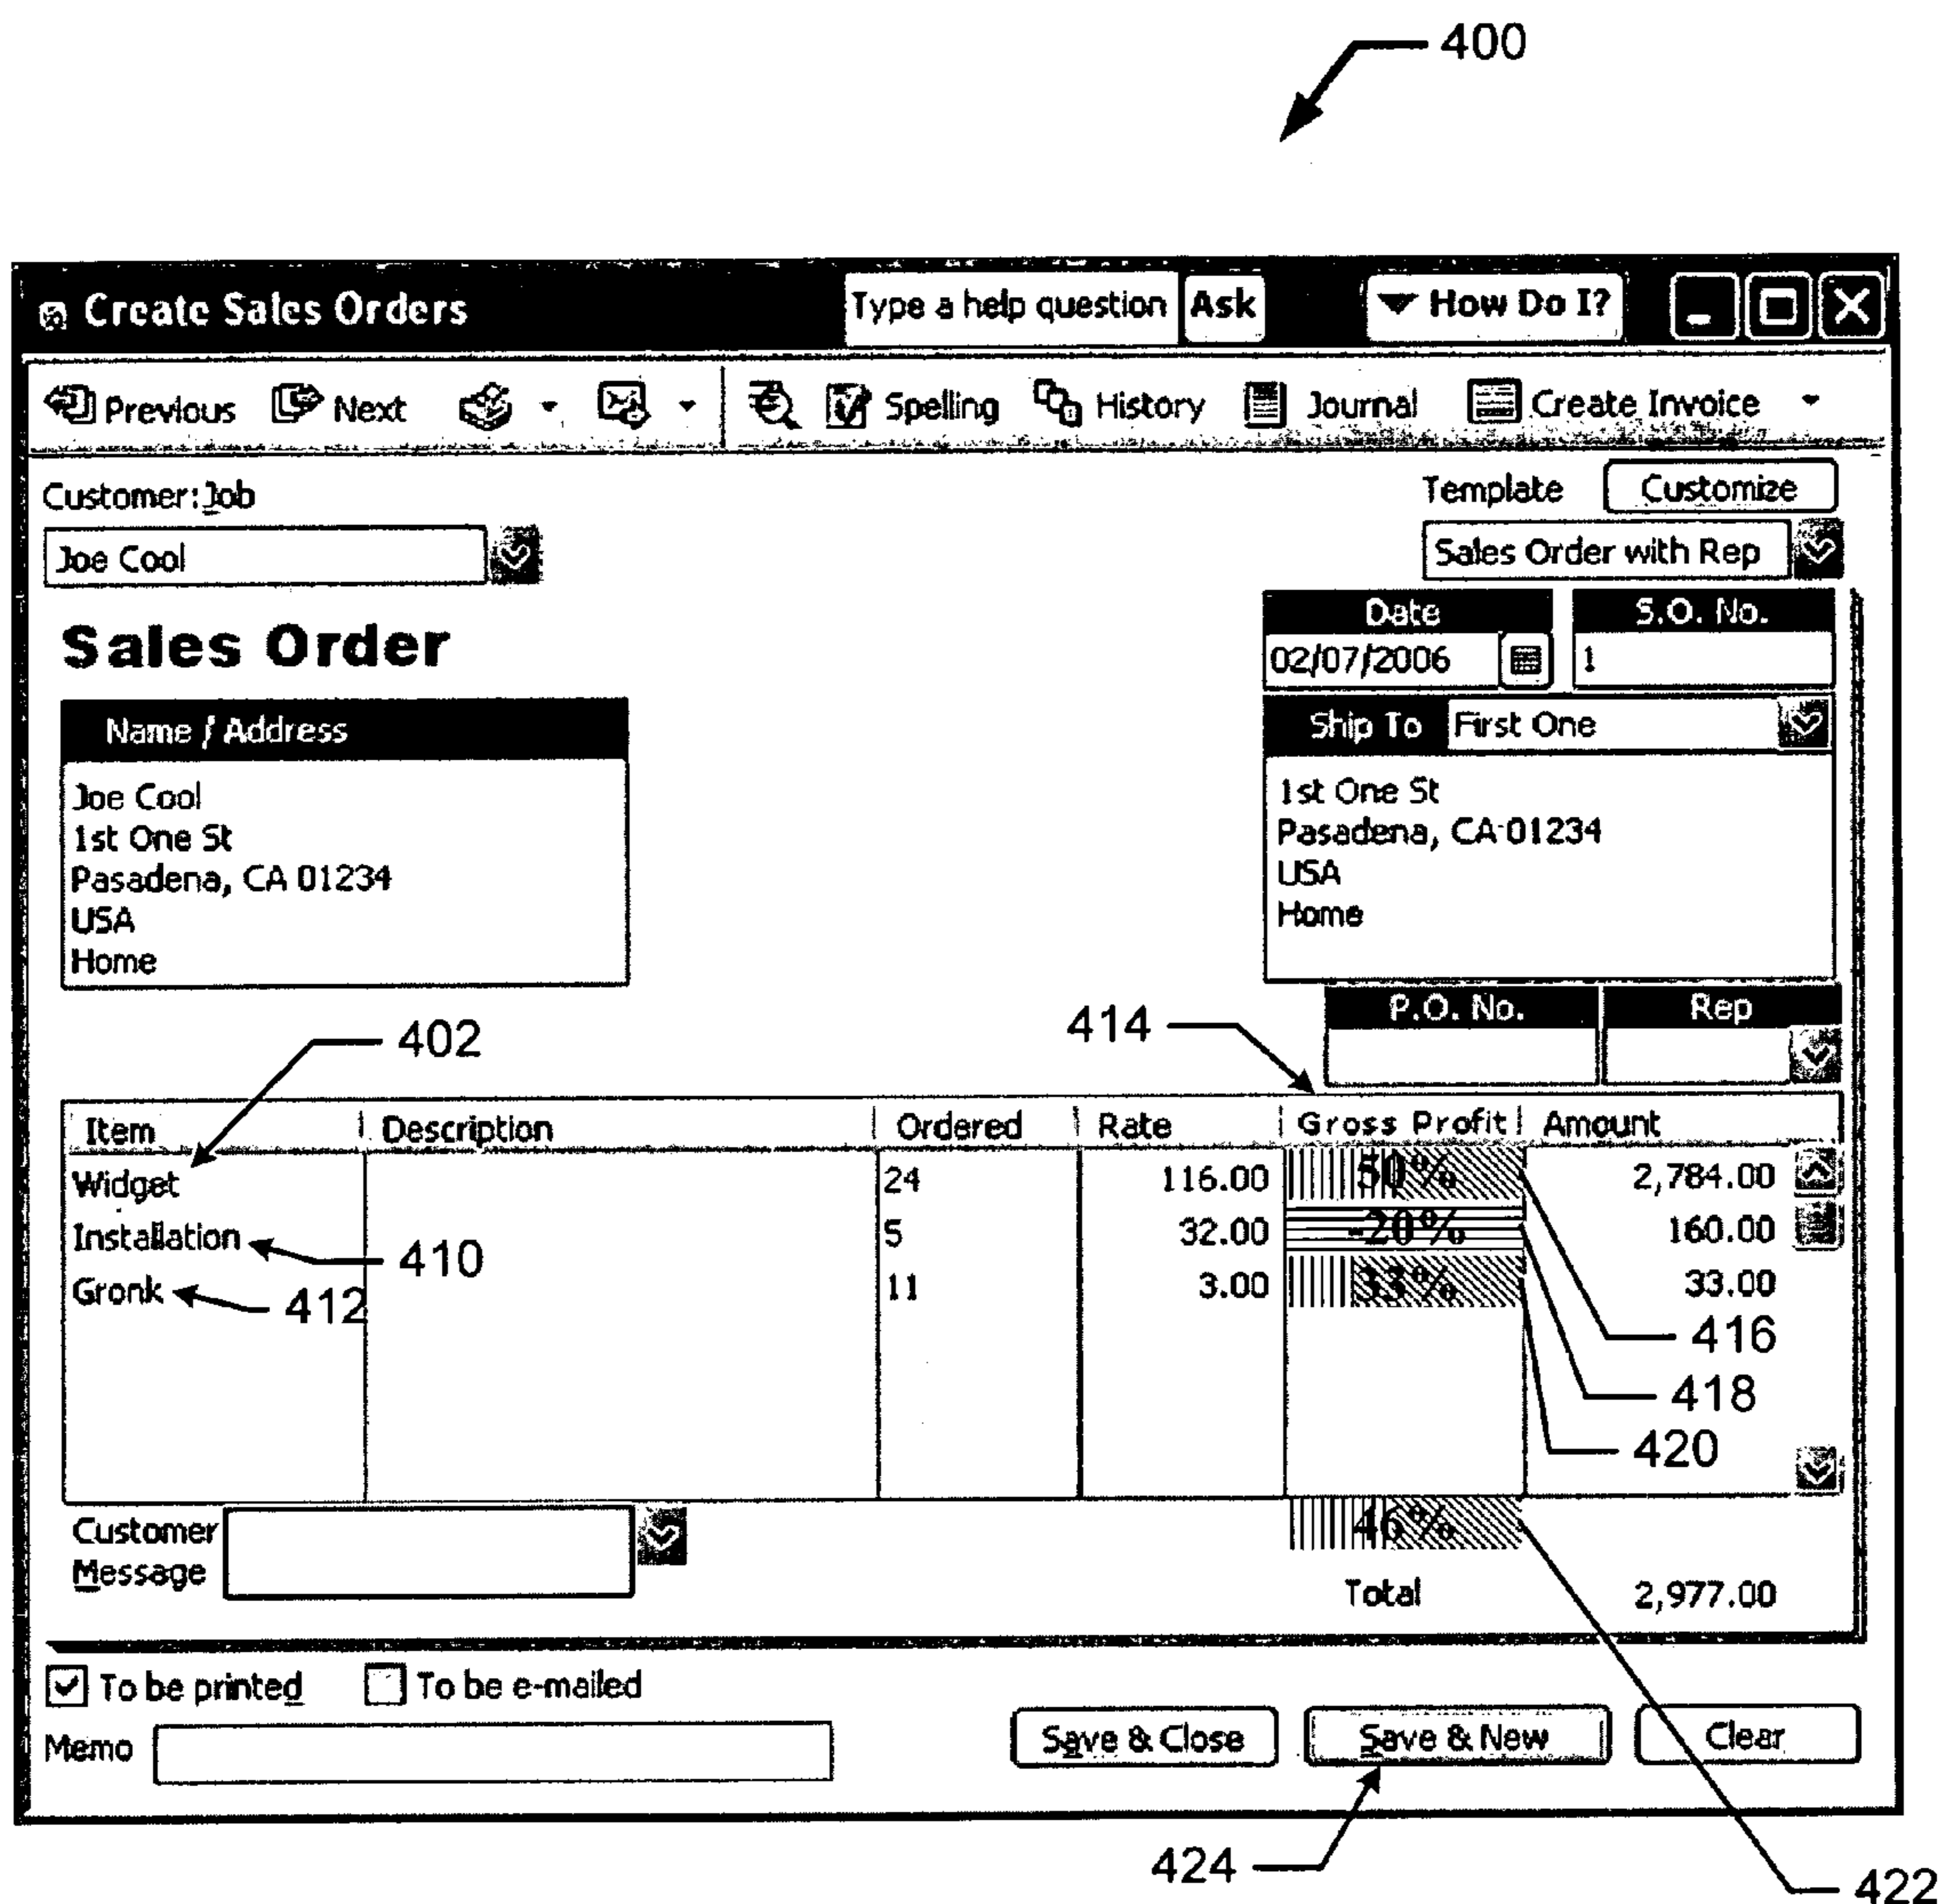 400
Create Sales Orders Type a help question Ask How Do I?
Previous Next Spelling History Journal Create Invoice
Customer:Job Template Customize
Joe Cool Sales Order with Rep
Sales Order Date S.O. No.
02/07/2006 1
Name / Address Ship To First One
Joe Cool
1st One St
Pasadena, CA 01234
USA
Home
1st One St
Pasadena, CA 01234
USA
Home
P.O. No. Rep
402 414
Item Description Ordered Rate Gross Profit Amount
Widget 24 116.00 50% 2,784.00
Installation 5 32.00 -20% 160.00
410
Gronk 11 3.00 33% 33.00
412
416
418
420
Customer Message 46%
Total 2,977.00
To be printed To be e-mailed
Memo Save & Close Save & New Clear
424 422